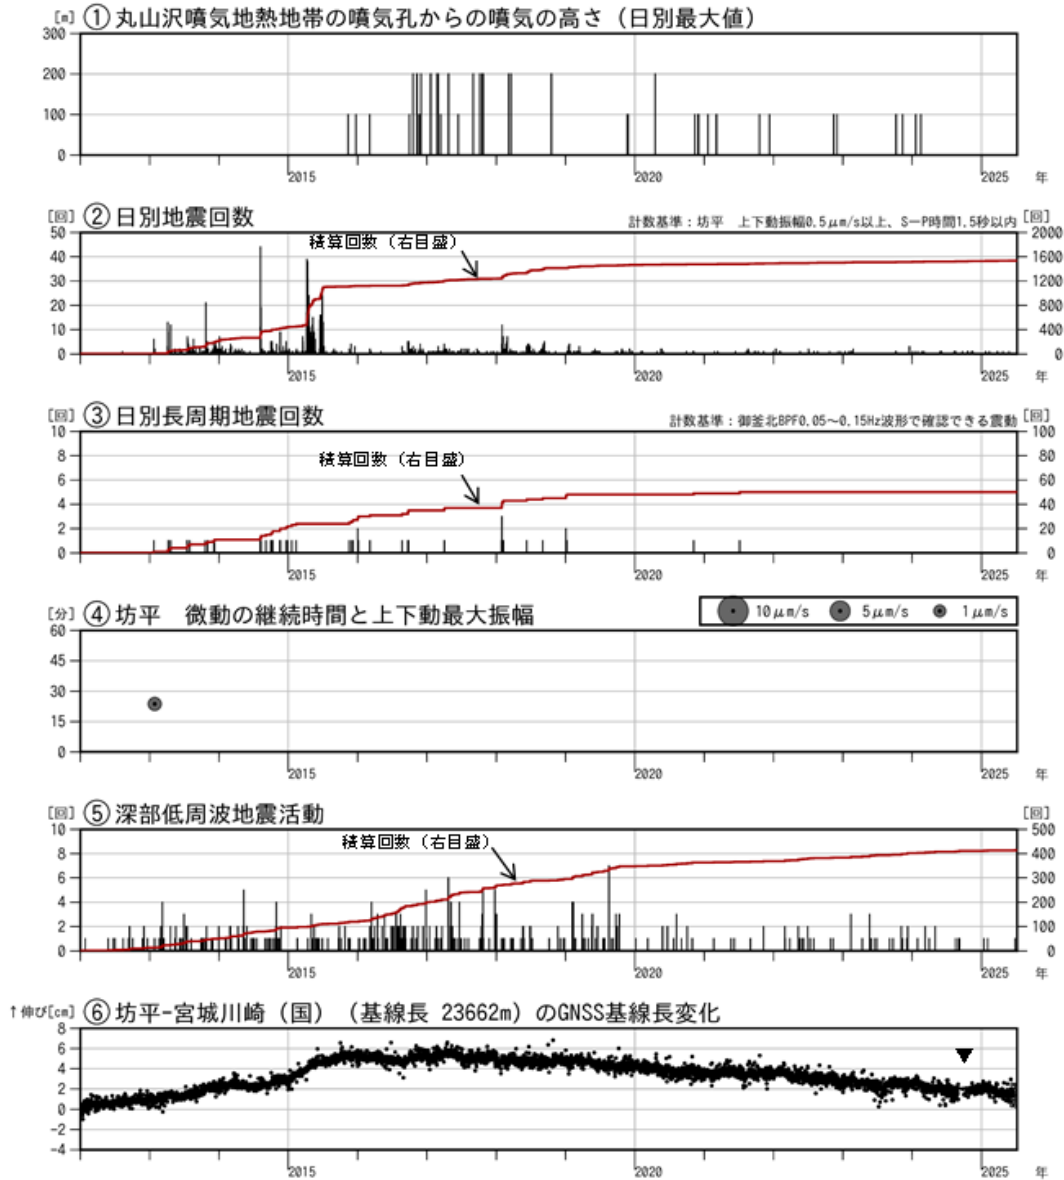 [m] ① 丸山沢噴気地熱地帯の噴気孔からの噴気の高さ（日別最大値）
300
200
100
0
2015 2020 2025 年
[回] ② 日別地震回数 計数基準：坊平 上下動振幅0.5μm/s以上、S－P時間1.5秒以内 [回]
積算回数（右目盛）
50 2000
40 1600
30 1200
20 800
10 400
0 0
2015 2020 2025 年
[回] ③ 日別長周期地震回数 計数基準：御釜北BPF0.05～0.15Hz波形で確認できる震動 [回]
積算回数（右目盛）
10 100
8 80
6 60
4 40
2 20
0 0
2015 2020 2025 年
[分] ④ 坊平 微動の継続時間と上下動最大振幅 10μm/s 5μm/s 1μm/s
60
45
30
15
0
2015 2020 2025 年
[回] ⑤ 深部低周波地震活動 [回]
積算回数（右目盛）
10 500
8 400
6 300
4 200
2 100
0 0
2015 2020 2025 年
↑伸び[cm] ⑥ 坊平-宮城川崎（国）（基線長 23662m）のGNSS基線長変化
8
6
4
2
0
-2
-4
2015 2020 2025 年